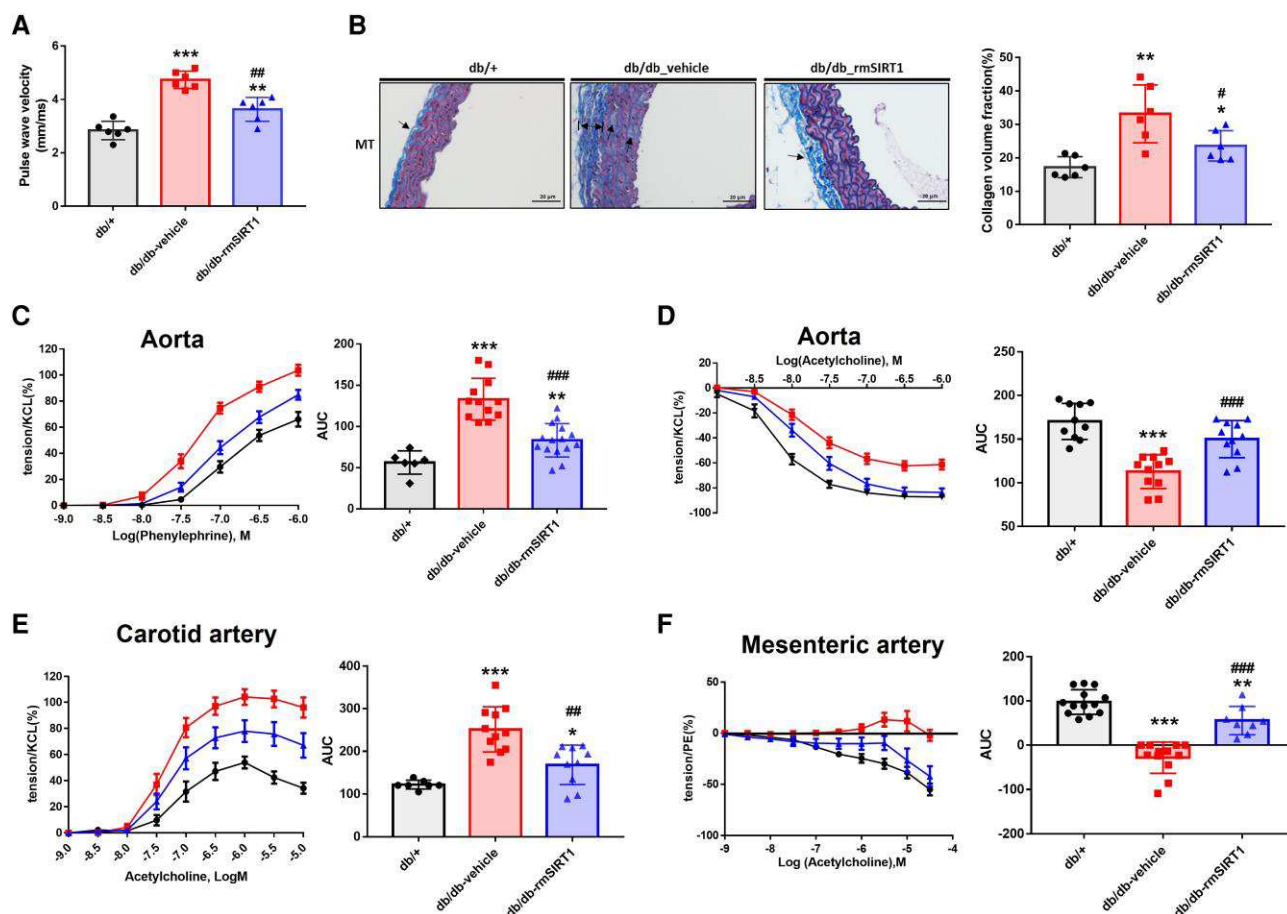 A
Pulse wave velocity
(mm/ms)
6
4
2
0
***
##
**
db/+
db/db-vehicle
db/db-rmSIRT1
B
db/+
db/db_vehicle
db/db_rmSIRT1
MT
20 µm
20 µm
20 µm
Collagen volume fraction(%)
50
40
30
20
10
0
**
#
*
db/+
db/db-vehicle
db/db-rmSIRT1
C
Aorta
tension/KCL(%)
120
100
80
60
40
20
0
-9.0 -8.5 -8.0 -7.5 -7.0 -6.5 -6.0
Log(Phenylephrine), M
AUC
200
150
100
50
0
***
###
**
db/+
db/db-vehicle
db/db-rmSIRT1
D
Aorta
Log(Acetylcholine), M
-8.5 -8.0 -7.5 -7.0 -6.5 -6.0
tension/KCL(%)
20
0
-20
-40
-60
-80
-100
AUC
250
200
150
100
50
***
###
db/+
db/db-vehicle
db/db-rmSIRT1
E
Carotid artery
tension/KCL(%)
120
100
80
60
40
20
0
-9.0 -8.5 -8.0 -7.5 -7.0 -6.5 -6.0 -5.5 -5.0
Acetylcholine, LogM
AUC
400
300
200
100
0
***
##
*
db/+
db/db-vehicle
db/db-rmSIRT1
F
Mesenteric artery
tension/PE(%)
50
0
-50
-100
-9 -8 -7 -6 -5 -4
Log (Acetylcholine),M
AUC
200
100
0
-100
-200
***
###
**
db/+
db/db-vehicle
db/db-rmSIRT1